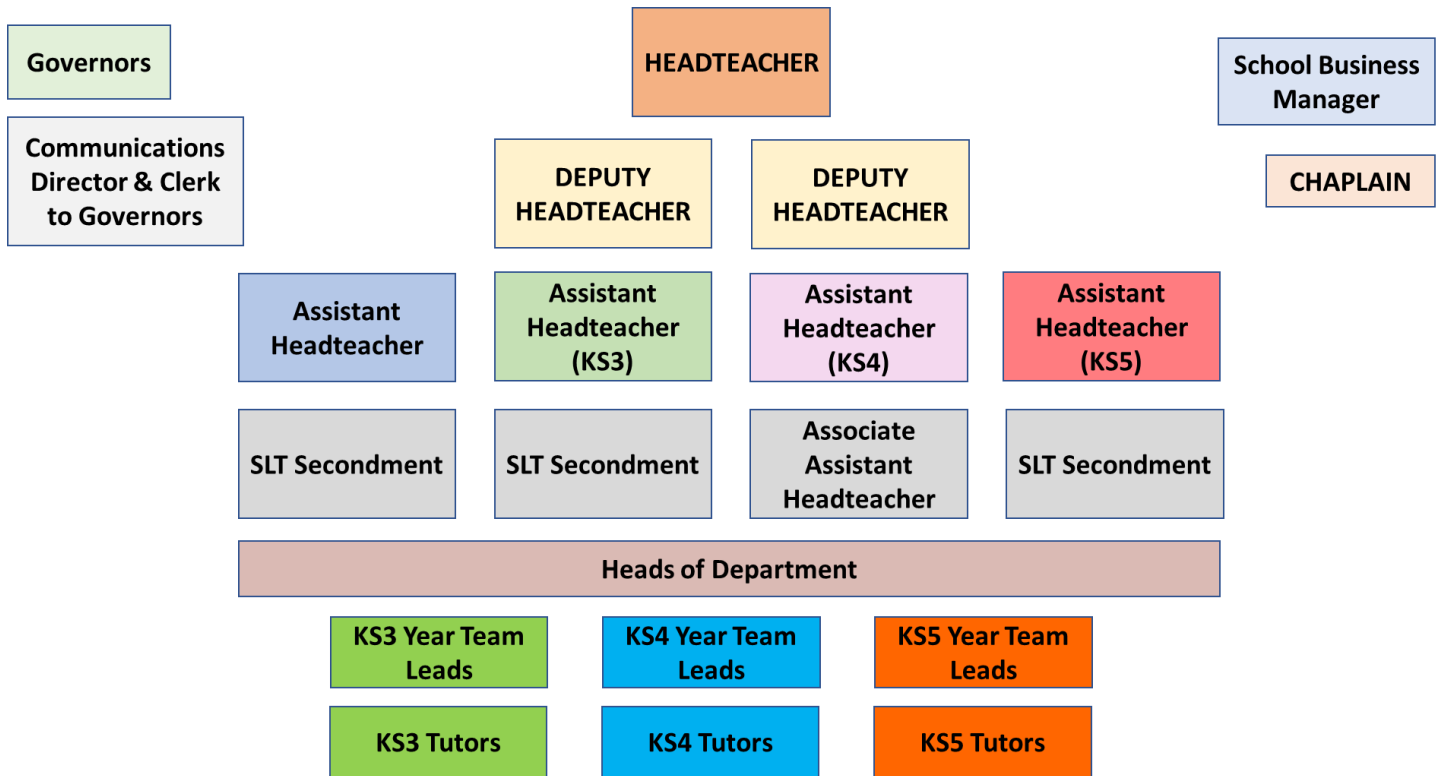 Governors
HEADTEACHER
School Business
Manager
Communications
Director & Clerk
to Governors
DEPUTY
HEADTEACHER
DEPUTY
HEADTEACHER
CHAPLAIN
Assistant
Headteacher
Assistant
Headteacher
(KS3)
Assistant
Headteacher
(KS4)
Assistant
Headteacher
(KS5)
SLT Secondment
SLT Secondment
Associate
Assistant
Headteacher
SLT Secondment
Heads of Department
KS3 Year Team
Leads
KS4 Year Team
Leads
KS5 Year Team
Leads
KS3 Tutors
KS4 Tutors
KS5 Tutors